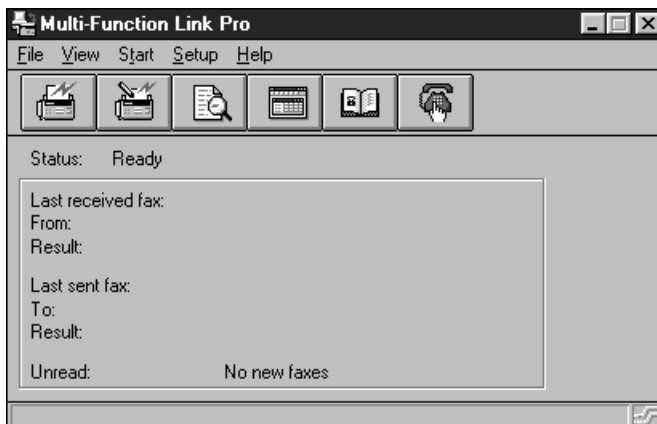 Multi-Function Link Pro
File View Start Setup Help
Status: Ready
Last received fax:
From:
Result:
Last sent fax:
To:
Result:
Unread: No new faxes